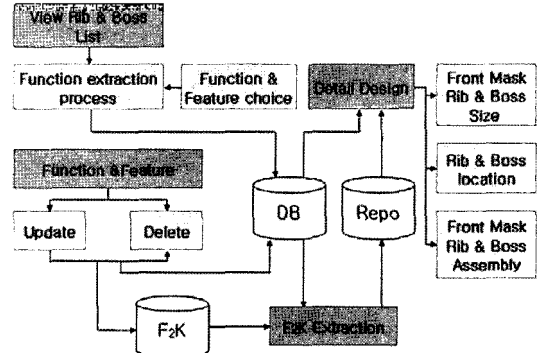 View Rib & Boss
List
Function extraction
process
Function &
Feature choice
Detail Design
Front Mask
Rib & Boss
Size
Function & Feature
Rib & Boss
location
Update
Delete
DB
Repo
Front Mask
Rib & Boss
Assembly
F₂K
Extraction